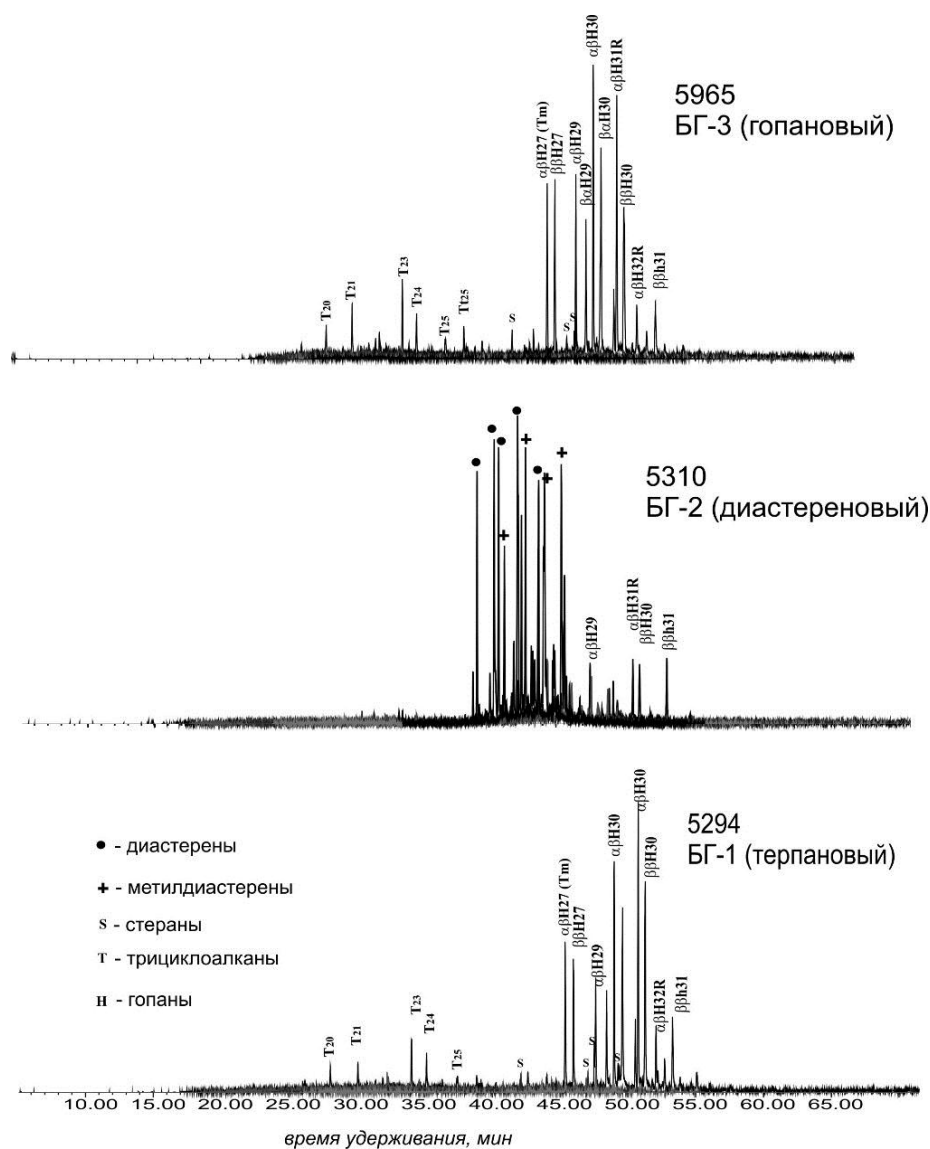 αβH30
αβH31R
βαH30
αβH27 (Tm)
ββH27
αβH29
βαH29
ββH30
αβH32R
ββh31
T20
T21
T23
T24
T25
Tt25
S
S
S
5965
БГ-3 (гопановый)
5310
БГ-2 (диастереновый)
αβH29
αβH31R
ββH30
ββh31
5294
БГ-1 (терпановый)
αβH30
αβH30
ββH30
αβH27 (Tm)
ββH27
αβH29
αβH32R
ββh31
T20
T21
T23
T24
T25
S
S
S
S
- диастерены
- метилдиастерены
S - стераны
T - трициклоалканы
H - гопаны
10.00 15.00 20.00 25.00 30.00 35.00 40.00 45.00 50.00 55.00 60.00 65.00
время удерживания, мин